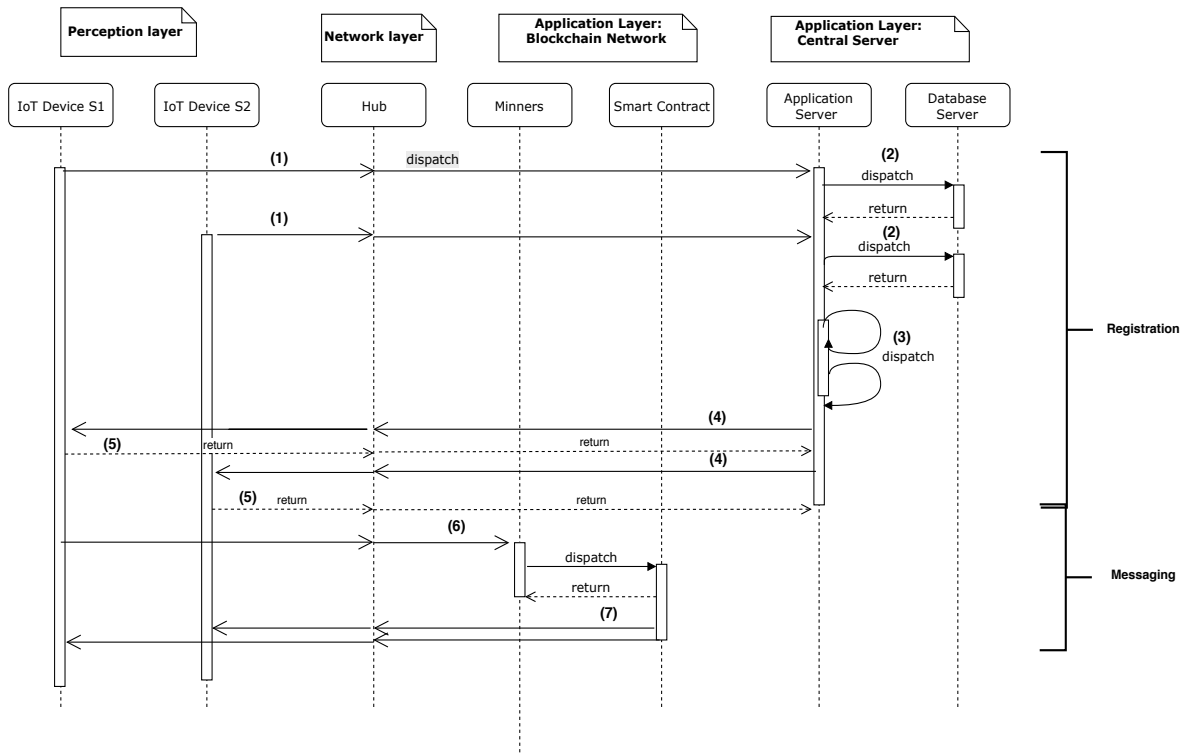 Perception layer
Network layer
Application Layer:
Blockchain Network
Application Layer:
Central Server
IoT Device S1
IoT Device S2
Hub
Minners
Smart Contract
Application
Server
Database
Server
(1)
dispatch
(2)
dispatch
return
(1)
(2)
dispatch
return
(3)
dispatch
Registration
(4)
(5)
return
return
(4)
(5)
return
return
(6)
dispatch
Messaging
return
(7)